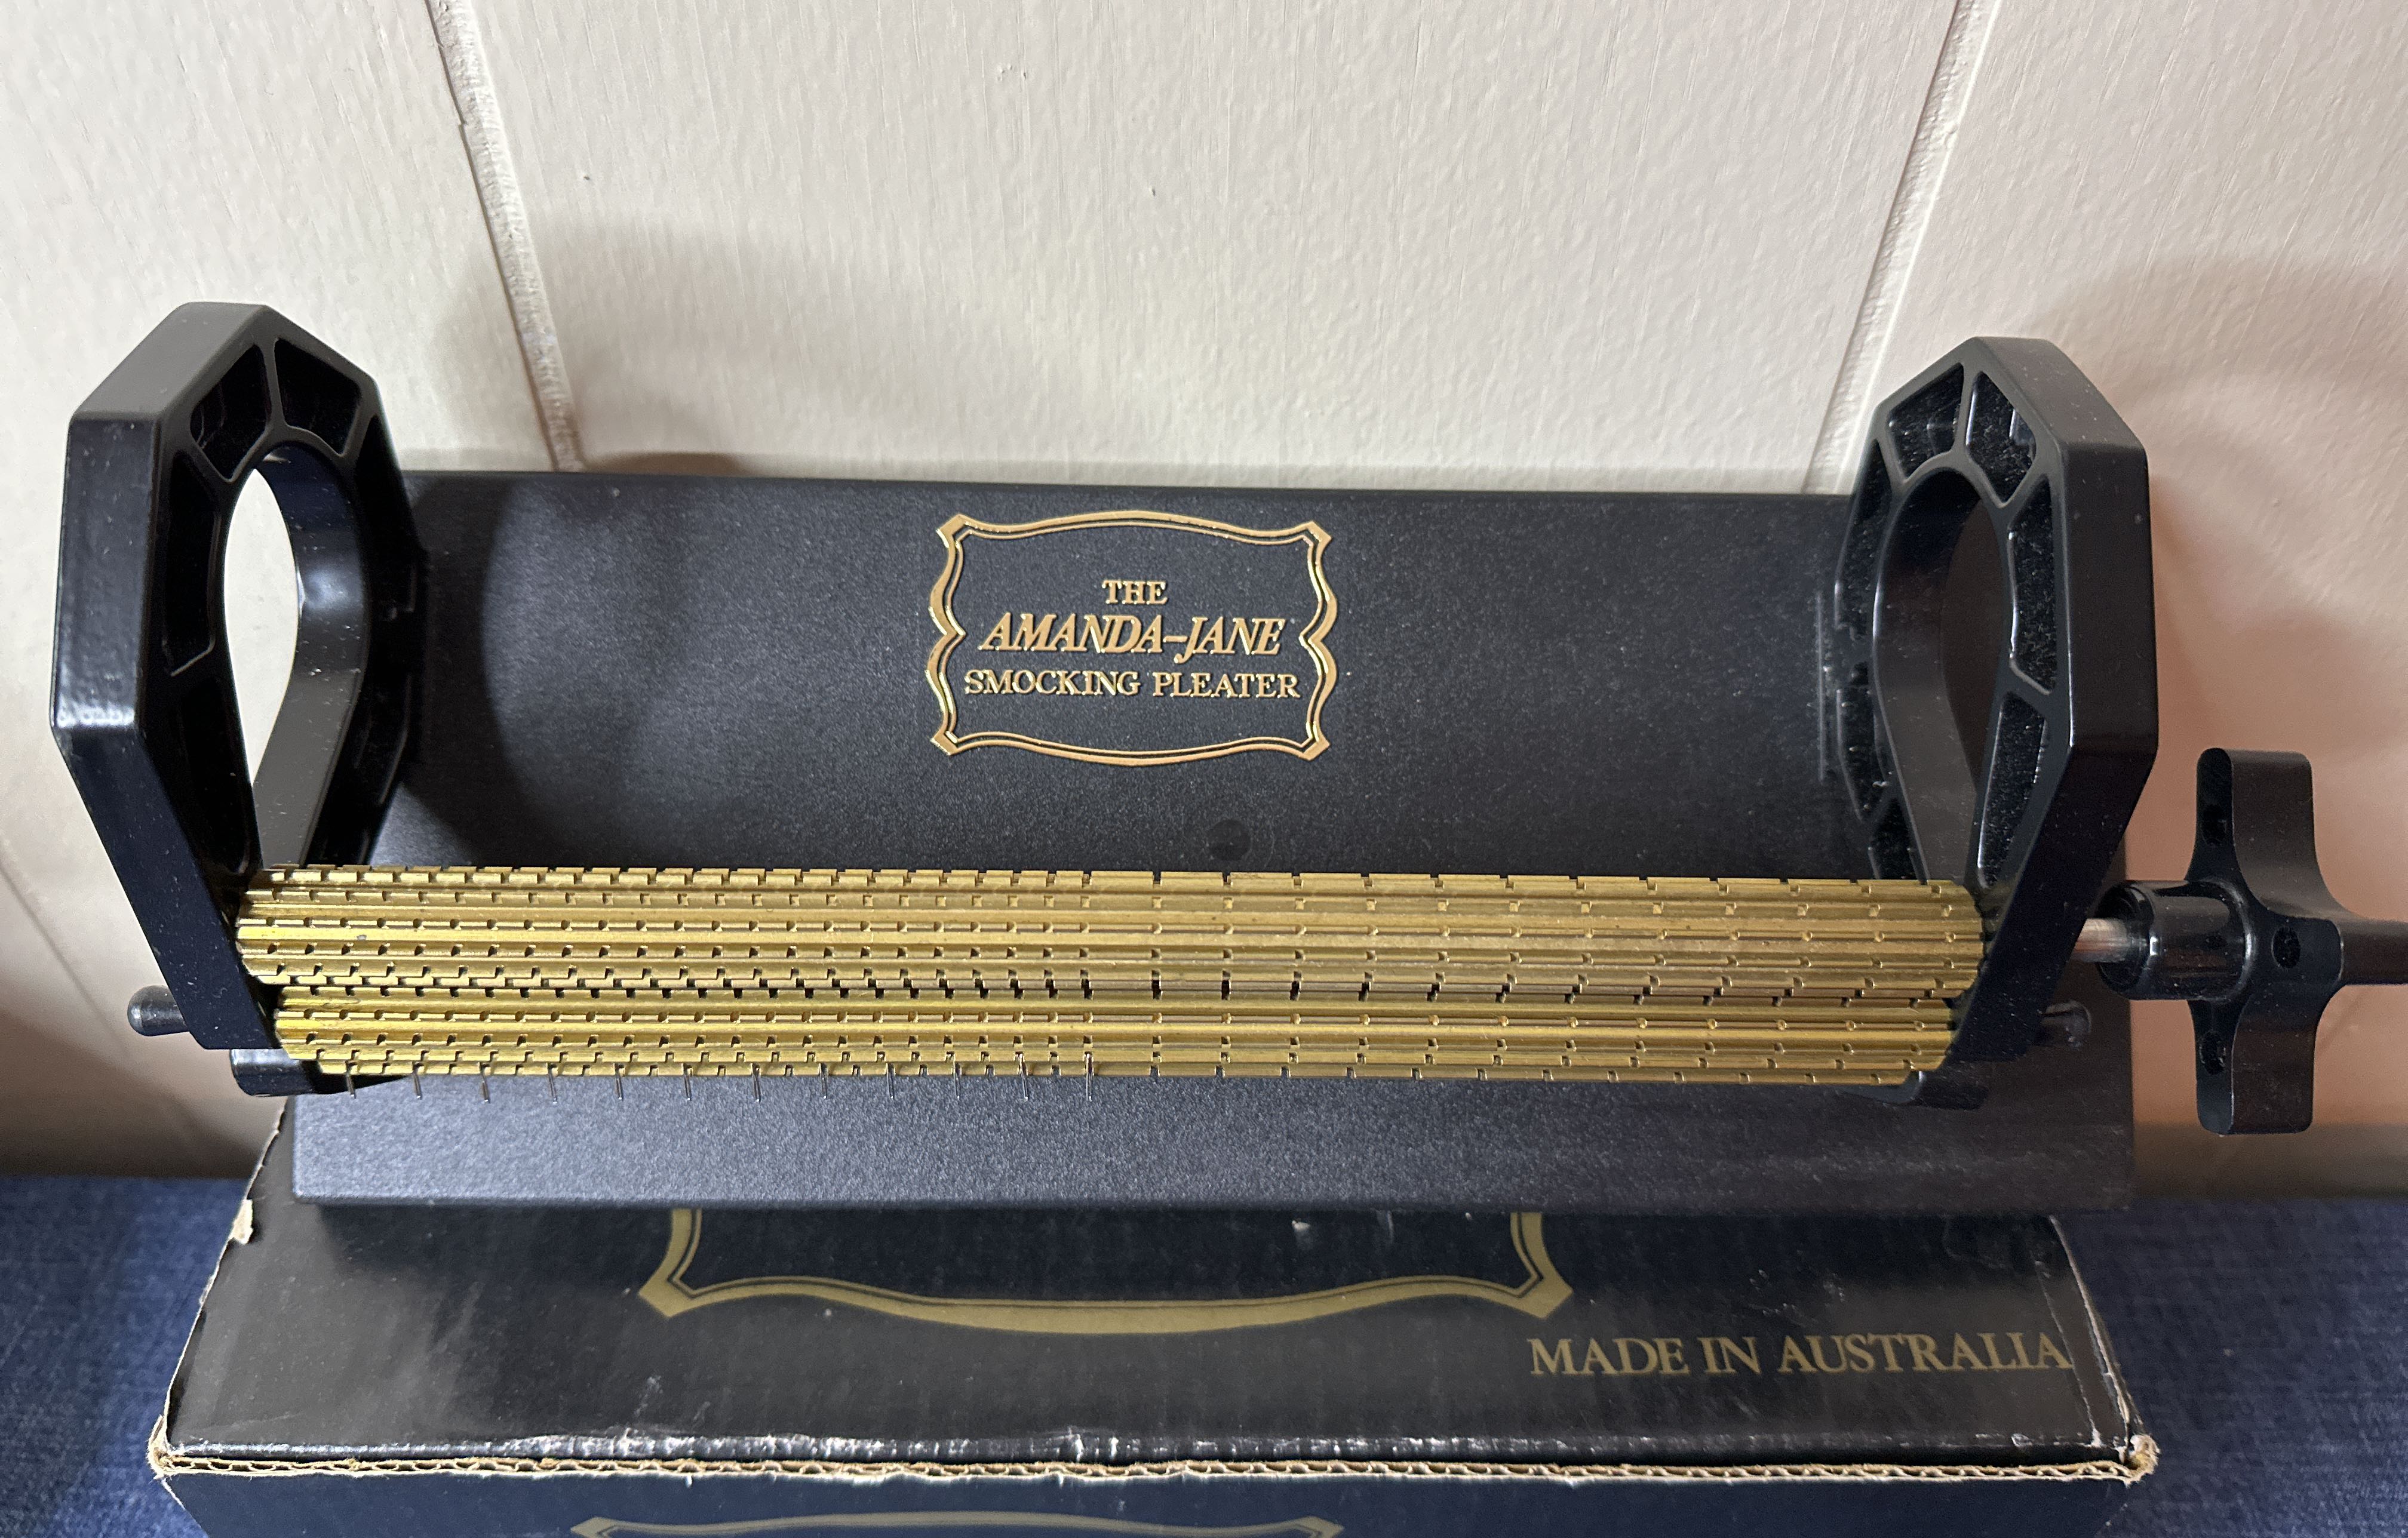 THE
AMANDA-JANE
SMOCKING PLEATER
MADE IN AUSTRALIA